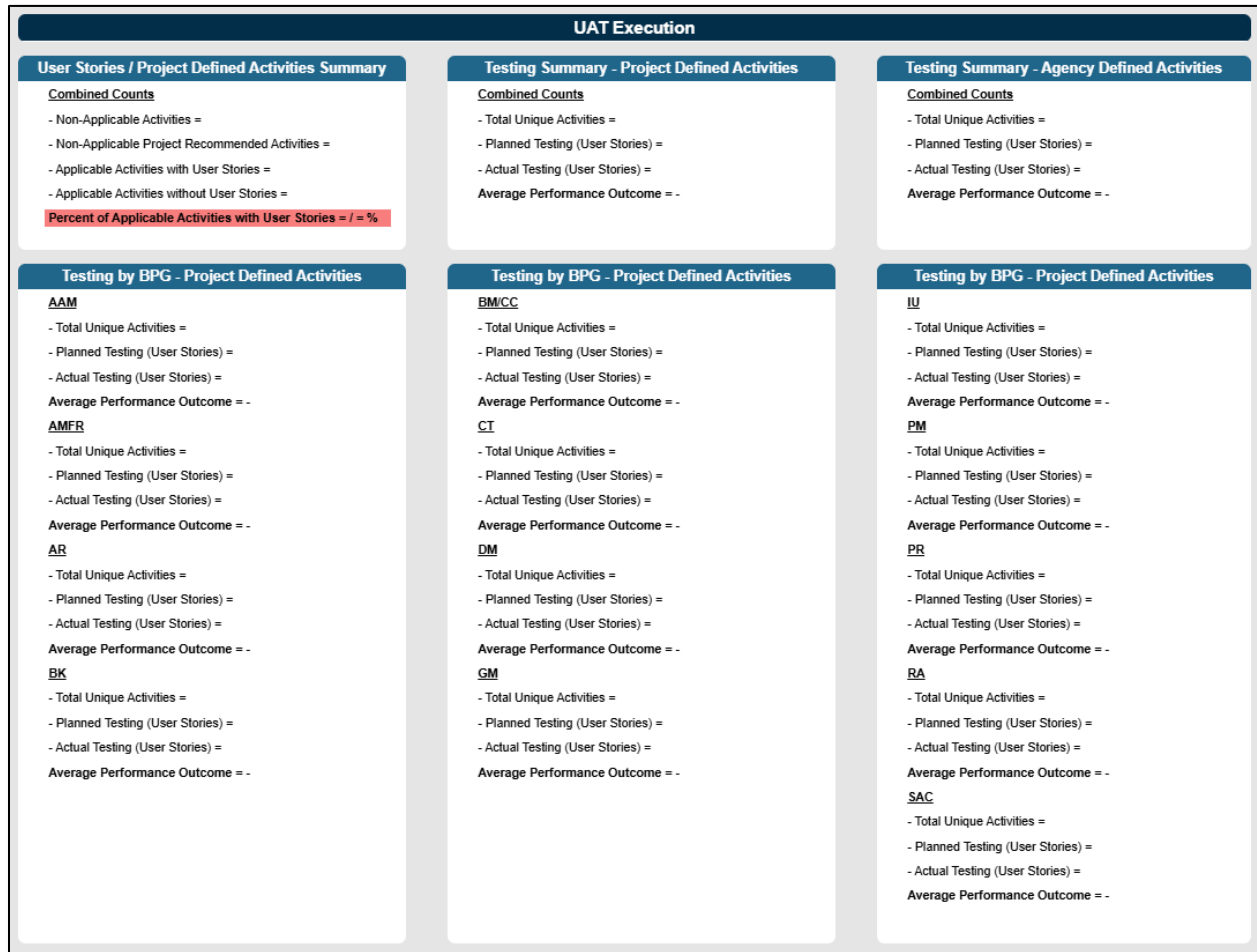 UAT Execution
User Stories / Project Defined Activities Summary
Combined Counts
- Non-Applicable Activities =
- Non-Applicable Project Recommended Activities =
- Applicable Activities with User Stories =
- Applicable Activities without User Stories =
Percent of Applicable Activities with User Stories = / = %
Testing Summary - Project Defined Activities
Combined Counts
- Total Unique Activities =
- Planned Testing (User Stories) =
- Actual Testing (User Stories) =
Average Performance Outcome = -
Testing Summary - Agency Defined Activities
Combined Counts
- Total Unique Activities =
- Planned Testing (User Stories) =
- Actual Testing (User Stories) =
Average Performance Outcome = -
Testing by BPG - Project Defined Activities
AAM
- Total Unique Activities =
- Planned Testing (User Stories) =
- Actual Testing (User Stories) =
Average Performance Outcome = -
AMFR
- Total Unique Activities =
- Planned Testing (User Stories) =
- Actual Testing (User Stories) =
Average Performance Outcome = -
AR
- Total Unique Activities =
- Planned Testing (User Stories) =
- Actual Testing (User Stories) =
Average Performance Outcome = -
BK
- Total Unique Activities =
- Planned Testing (User Stories) =
- Actual Testing (User Stories) =
Average Performance Outcome = -
Testing by BPG - Project Defined Activities
BM/CC
- Total Unique Activities =
- Planned Testing (User Stories) =
- Actual Testing (User Stories) =
Average Performance Outcome = -
CT
- Total Unique Activities =
- Planned Testing (User Stories) =
- Actual Testing (User Stories) =
Average Performance Outcome = -
DM
- Total Unique Activities =
- Planned Testing (User Stories) =
- Actual Testing (User Stories) =
Average Performance Outcome = -
GM
- Total Unique Activities =
- Planned Testing (User Stories) =
- Actual Testing (User Stories) =
Average Performance Outcome = -
Testing by BPG - Project Defined Activities
IU
- Total Unique Activities =
- Planned Testing (User Stories) =
- Actual Testing (User Stories) =
Average Performance Outcome = -
PM
- Total Unique Activities =
- Planned Testing (User Stories) =
- Actual Testing (User Stories) =
Average Performance Outcome = -
PR
- Total Unique Activities =
- Planned Testing (User Stories) =
- Actual Testing (User Stories) =
Average Performance Outcome = -
RA
- Total Unique Activities =
- Planned Testing (User Stories) =
- Actual Testing (User Stories) =
Average Performance Outcome = -
SAC
- Total Unique Activities =
- Planned Testing (User Stories) =
- Actual Testing (User Stories) =
Average Performance Outcome = -